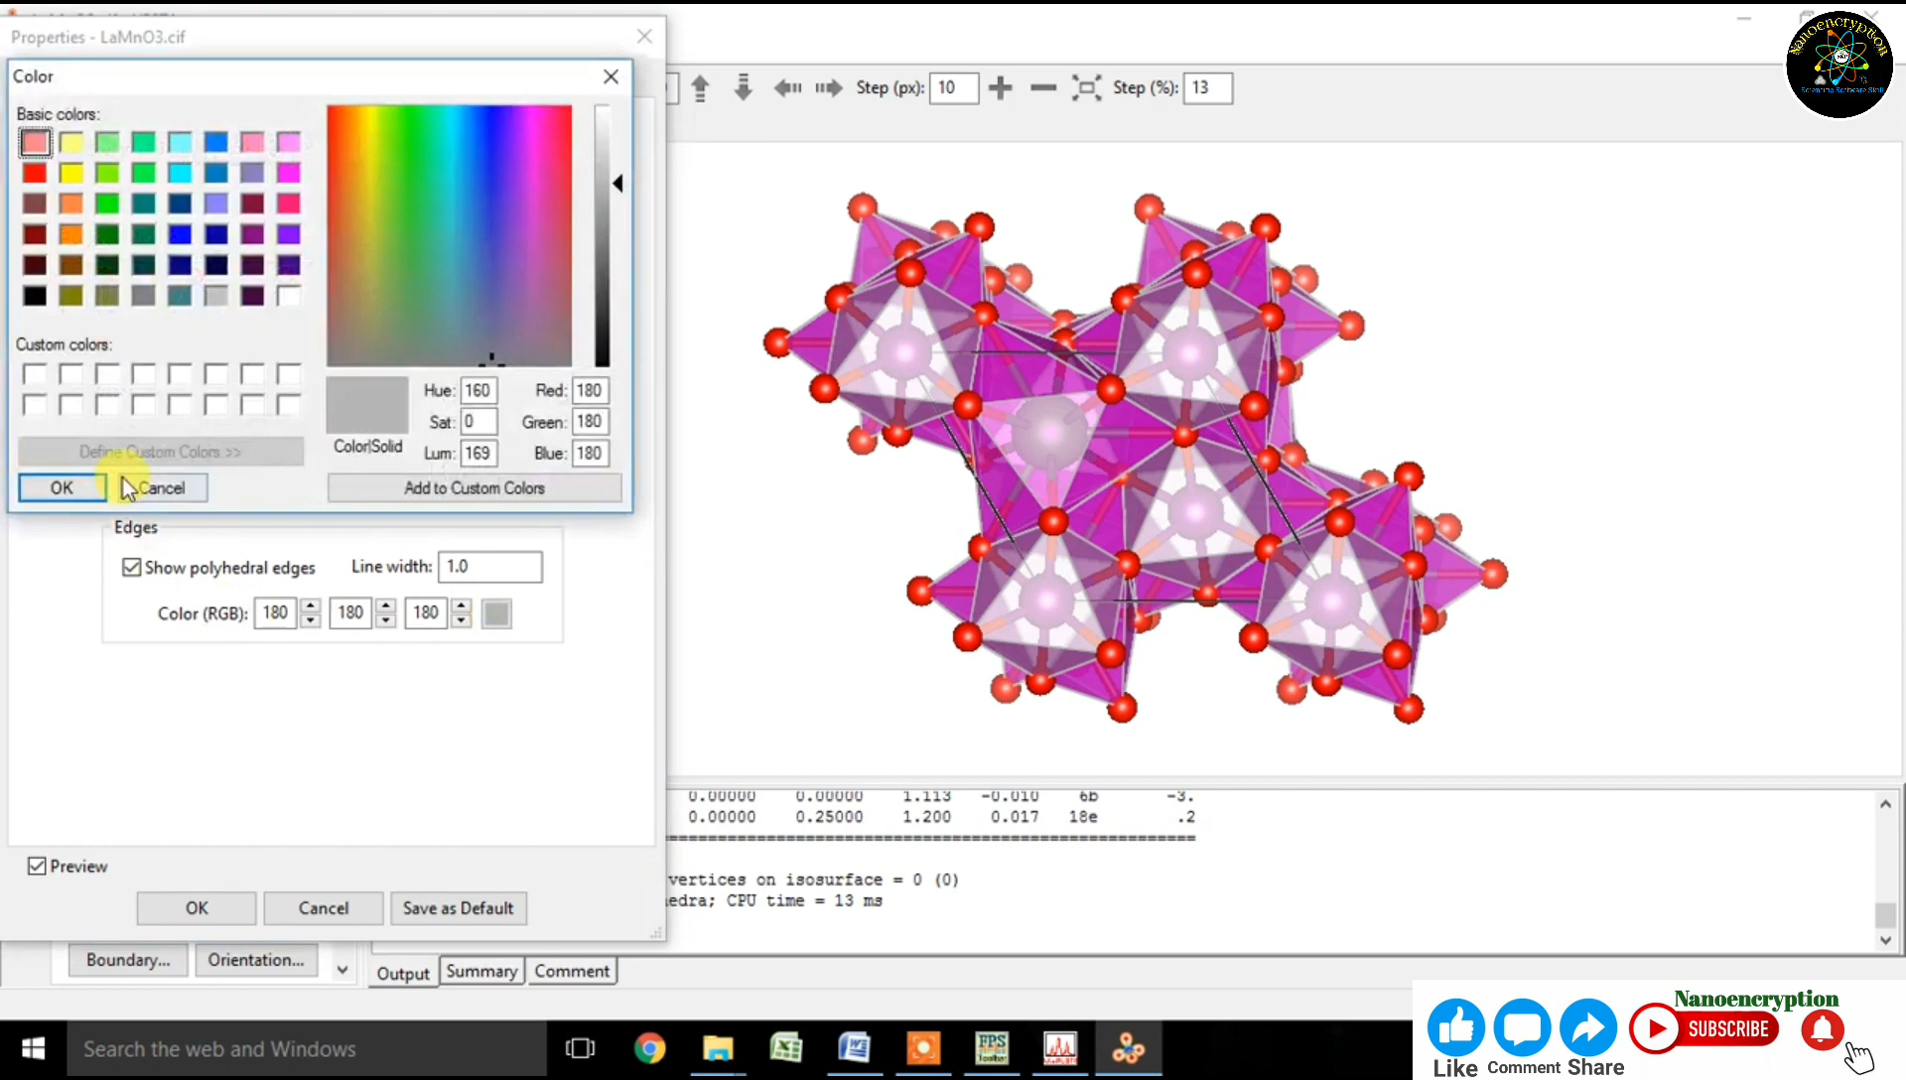 Properties - LaMnO3.cif
Color
Basic colors:
Custom colors:
Define Custom Colors >>
OK
Cancel
Hue: 160
Sat: 0
Lum: 169
Red: 180
Green: 180
Blue: 180
Color|Solid
Add to Custom Colors
Step (px): 10
Step (%): 13
Nanoencryption
Edges
Show polyhedral edges
Line width: 1.0
Color (RGB): 180 180 180
Preview
OK
Cancel
Save as Default
Boundary...
Orientation...
0.00000 0.00000 1.113 -0.010 6b -3.
0.00000 0.25000 1.200 0.017 18e .2
vertices on isosurface = 0 (0)
edra; CPU time = 13 ms
Output
Summary
Comment
Nanoencryption
SUBSCRIBE
Like
Comment
Share
Search the web and Windows
FPS